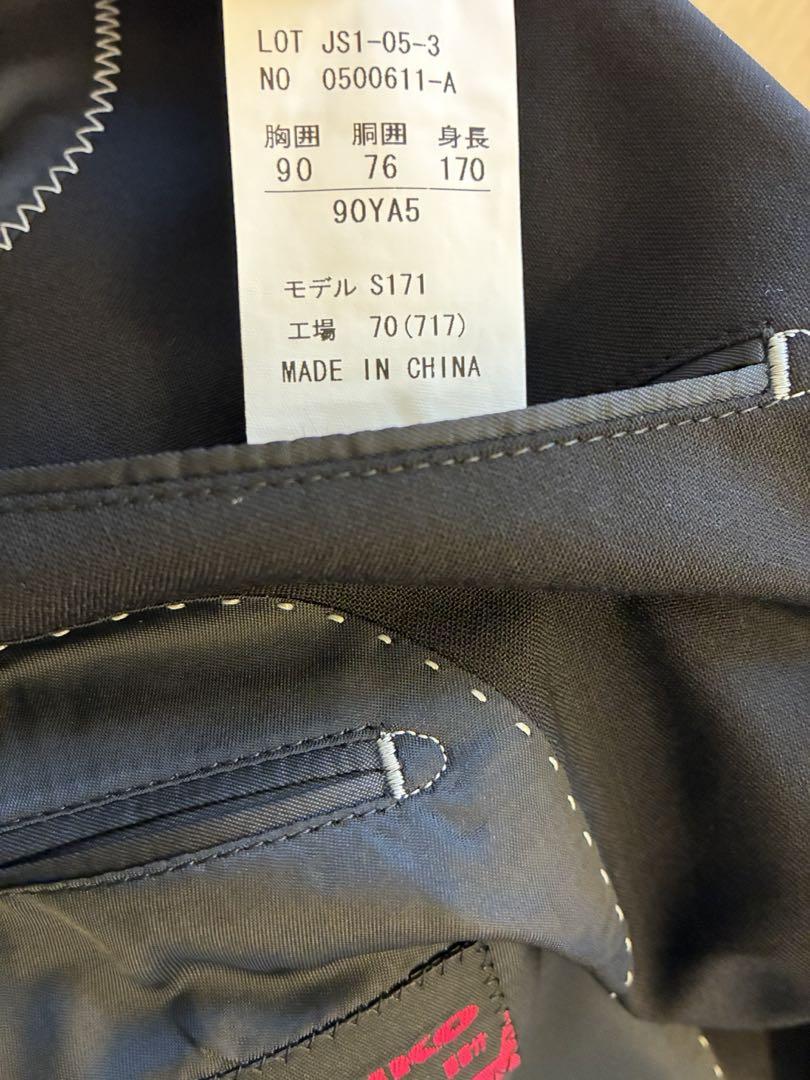 LOT JS1-05-3
NO 0500611-A
胸囲 胴囲 身長
90 76 170
90YA5
モデル S171
工場 70(717)
MADE IN CHINA